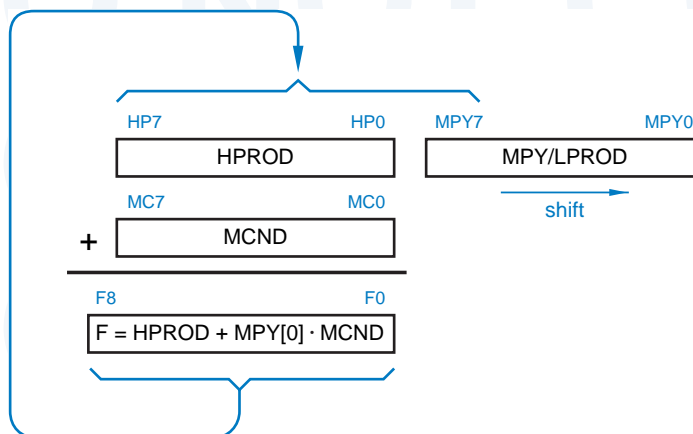 HP7 HP0 MPY7 MPY0
HPROD MPY/LPROD
MC7 MC0 shift
+ MCND
F8 F0
F = HPROD + MPY[0] · MCND